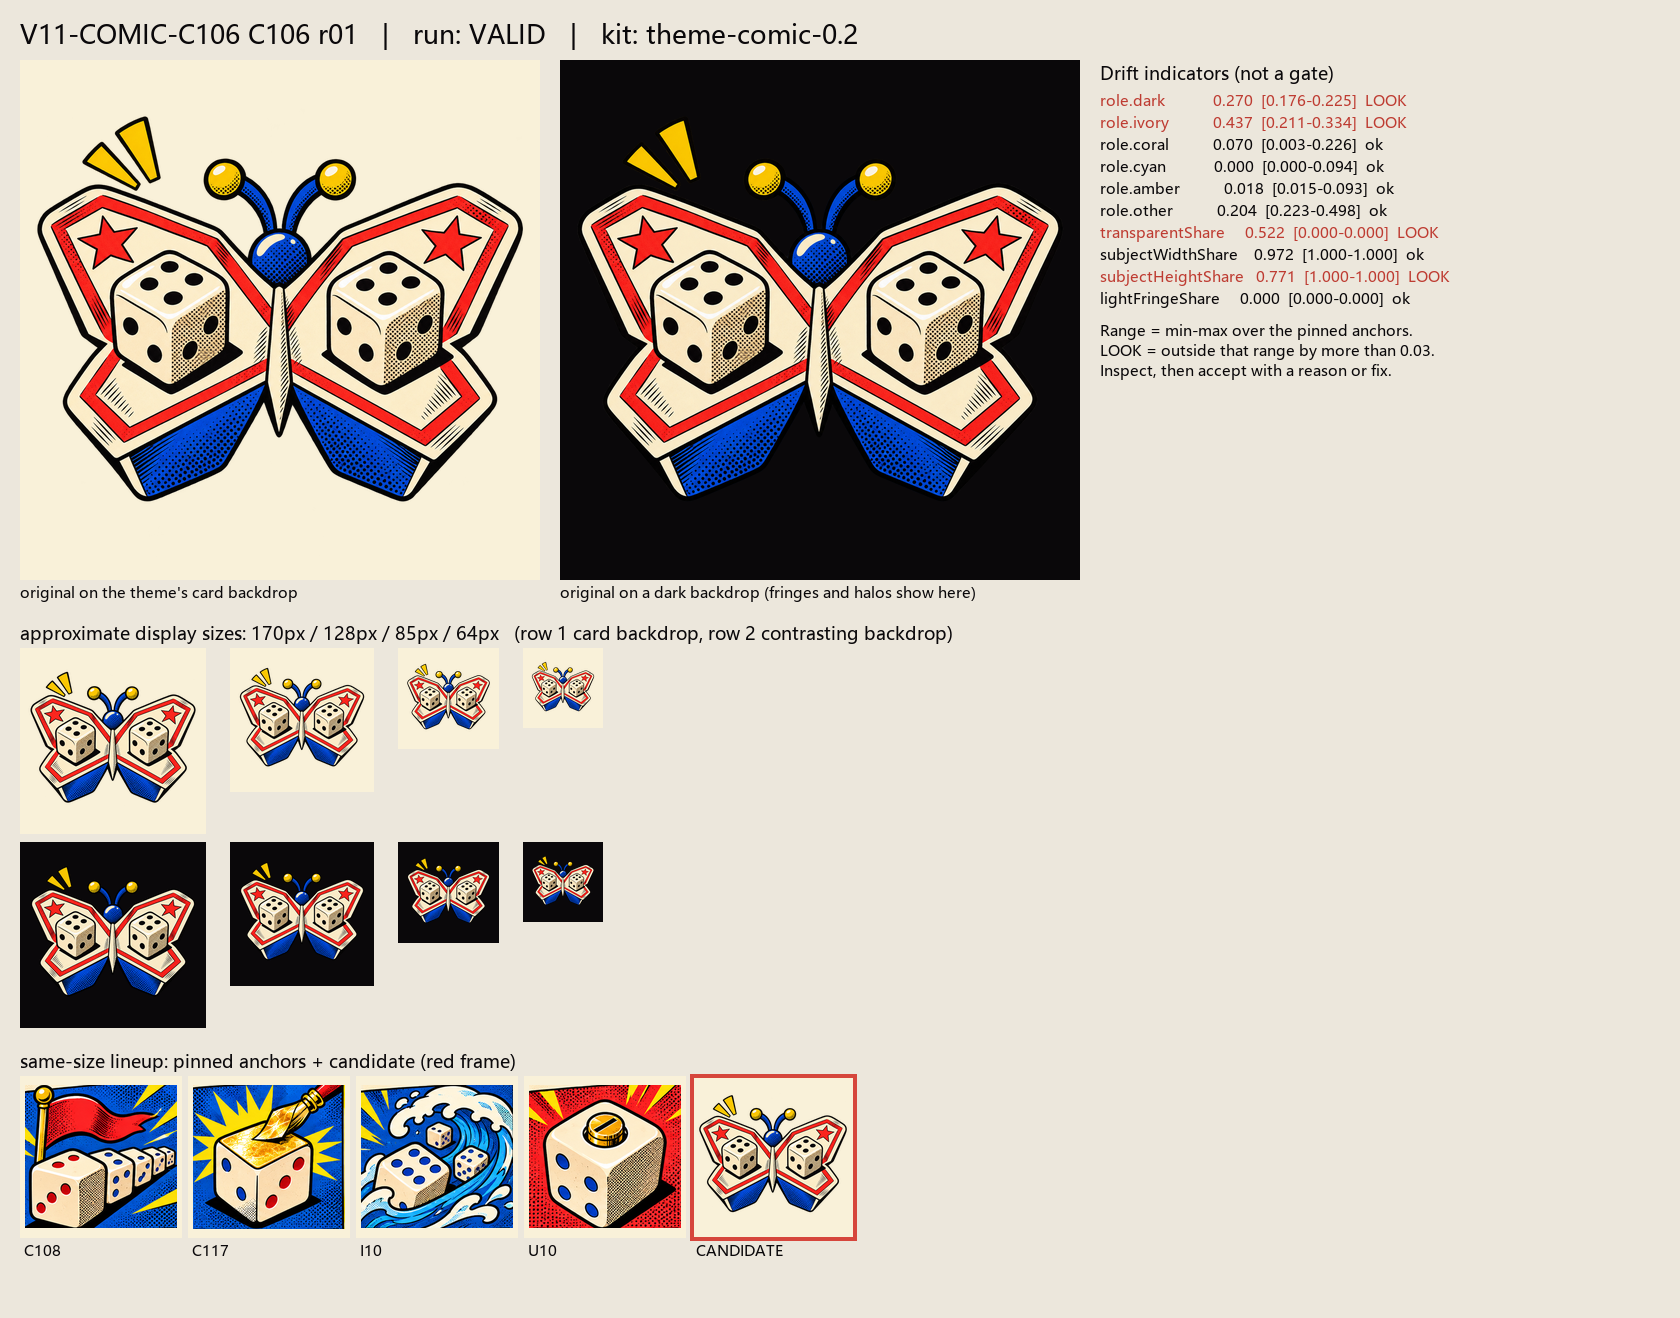 V11-COMIC-C106 C106 r01 | run: VALID | kit: theme-comic-0.2
original on the theme's card backdrop
original on a dark backdrop (fringes and halos show here)
Drift indicators (not a gate)
role.dark 0.270 [0.176-0.225] LOOK
role.ivory 0.437 [0.211-0.334] LOOK
role.coral 0.070 [0.003-0.226] ok
role.cyan 0.000 [0.000-0.094] ok
role.amber 0.018 [0.015-0.093] ok
role.other 0.204 [0.223-0.498] ok
transparentShare 0.522 [0.000-0.000] LOOK
subjectWidthShare 0.972 [1.000-1.000] ok
subjectHeightShare 0.771 [1.000-1.000] LOOK
lightFringeShare 0.000 [0.000-0.000] ok
Range = min-max over the pinned anchors.
LOOK = outside that range by more than 0.03.
Inspect, then accept with a reason or fix.
approximate display sizes: 170px / 128px / 85px / 64px (row 1 card backdrop, row 2 contrasting backdrop)
same-size lineup: pinned anchors + candidate (red frame)
C108
C117
I10
U10
CANDIDATE